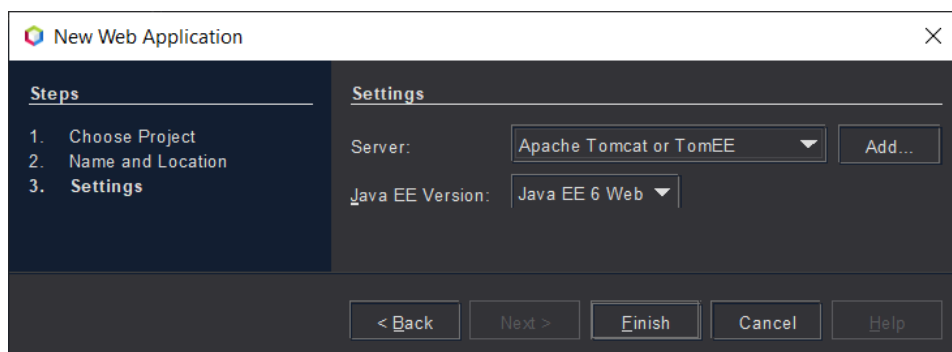 New Web Application
Steps
1. Choose Project
2. Name and Location
3. Settings
Settings
Server: Apache Tomcat or TomEE Add...
Java EE Version: Java EE 6 Web
< Back Next > Finish Cancel Help